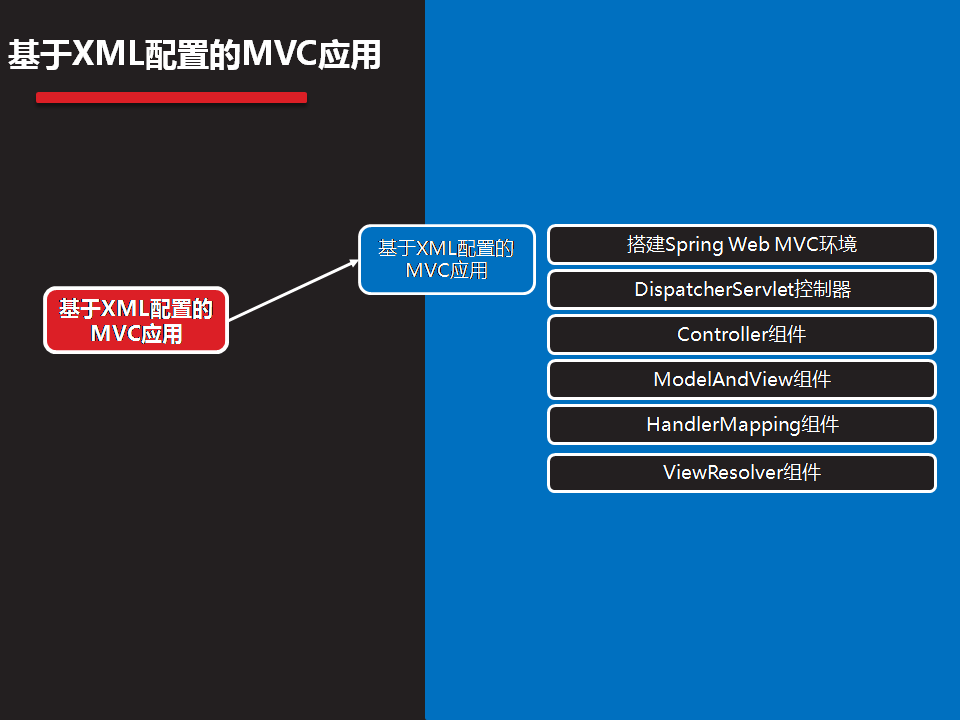 基于XML配置的MVC应用
基于XML配置的
MVC应用
基于XML配置的
MVC应用
搭建Spring Web MVC环境
DispatcherServlet控制器
Controller组件
ModelAndView组件
HandlerMapping组件
ViewResolver组件